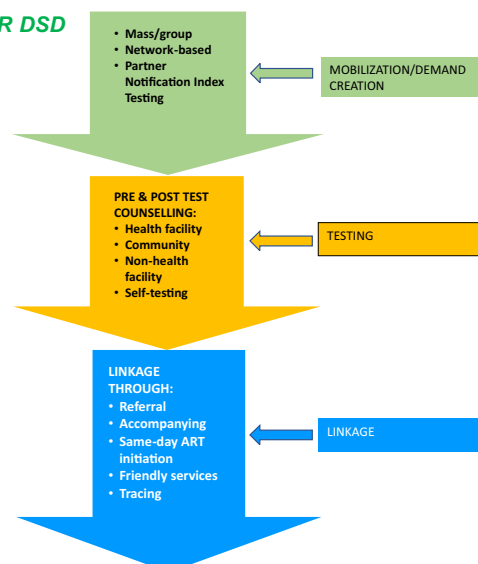 R DSD
• Mass/group
• Network-based
• Partner
Notification Index
Testing
MOBILIZATION/DEMAND
CREATION
PRE & POST TEST
COUNSELLING:
• Health facility
• Community
• Non-health
facility
• Self-testing
TESTING
LINKAGE
THROUGH:
• Referral
• Accompanying
• Same-day ART
initiation
• Friendly services
• Tracing
LINKAGE